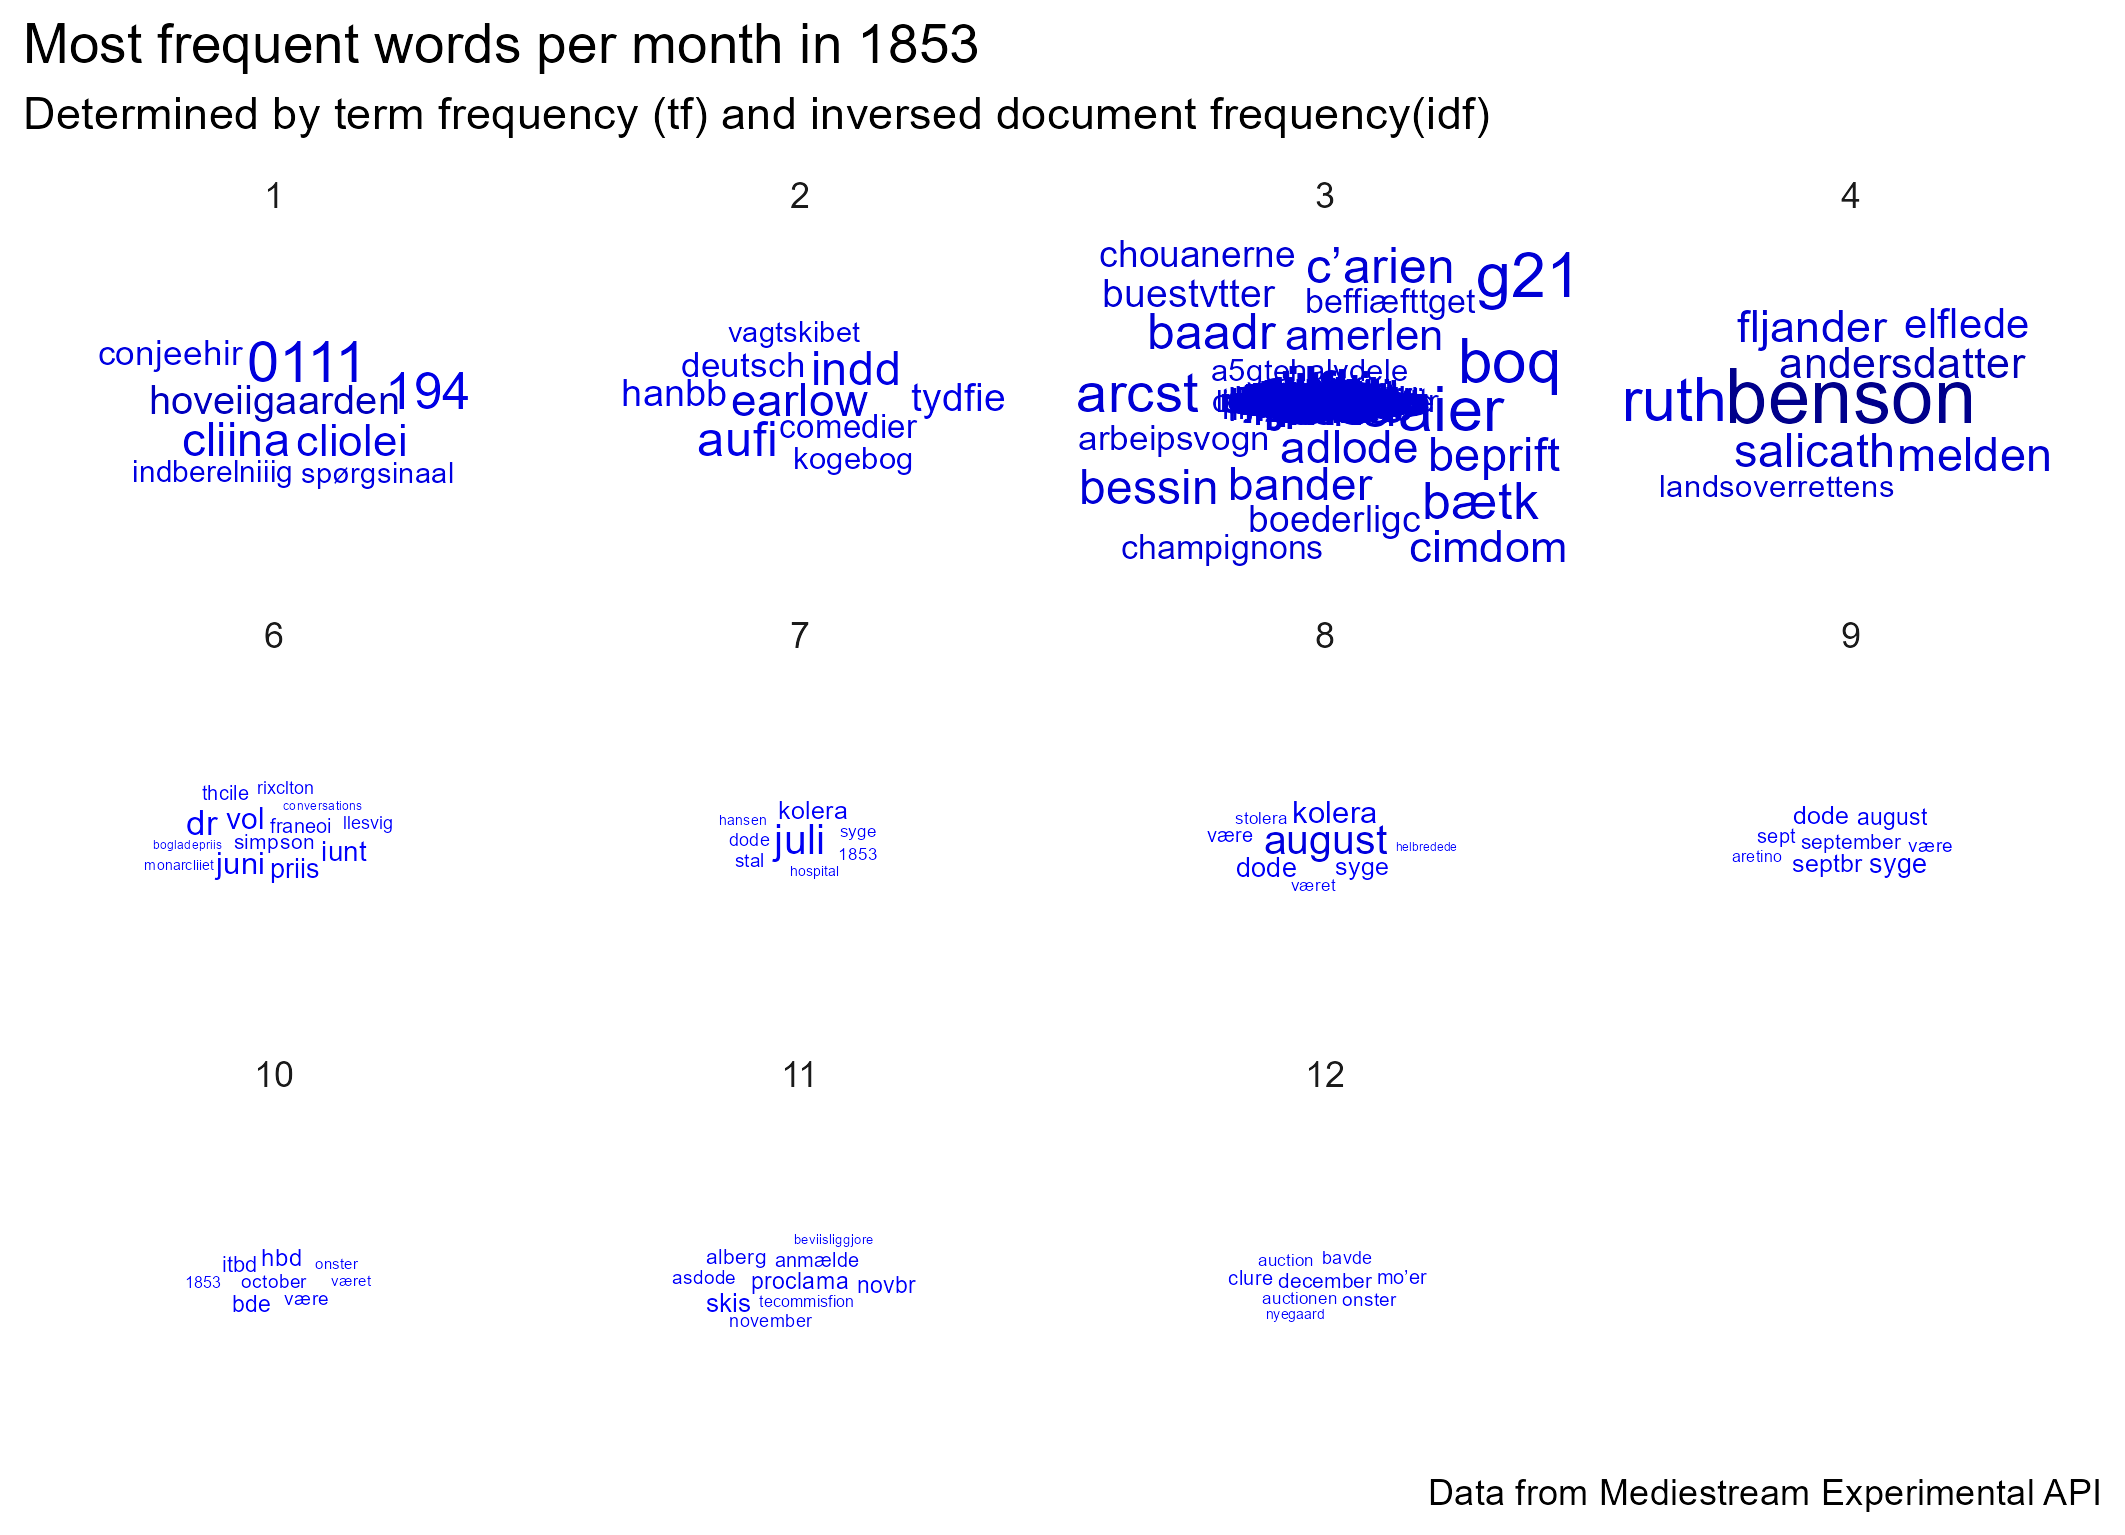 Most frequent words per month in 1853
Determined by term frequency (tf) and inversed document frequency(idf)
1
conjeehir 0111
194
hoveiigaarden
cliina cliolei
indberelniiig spørgsinaal
2
vagtskibet
deutsch indd
hanbb earlow tydfie
aufi comedier
kogebog
3
chouanerne c’arien g21
buestvtter beffiæfttget
baadr amerlen
boq
arcst
arbeipsvogn adlode beprift
bessin bander bætk
boederligc
champignons cimdom
4
fljander elflede
andersdatter
ruth benson
salicath melden
landsoverrettens
6
thcile rixclton
conversations
dr vol franeoi llesvig
bogladepriis simpson iunt
monarcliiet juni priis
7
kolera
hansen
dode juli syge
stal 1853
hospital
8
stolera kolera
være august helbredede
dode syge
været
9
dode august
sept september være
aretino septbr syge
10
itbd hbd onster
1853 october været
bde være
11
beviisliggjore
alberg anmælde
asdode proclama novbr
skis tecommisfion
november
12
auction bavde
clure december mo’er
auctionen onster
nyegaard
Data from Mediestream Experimental API